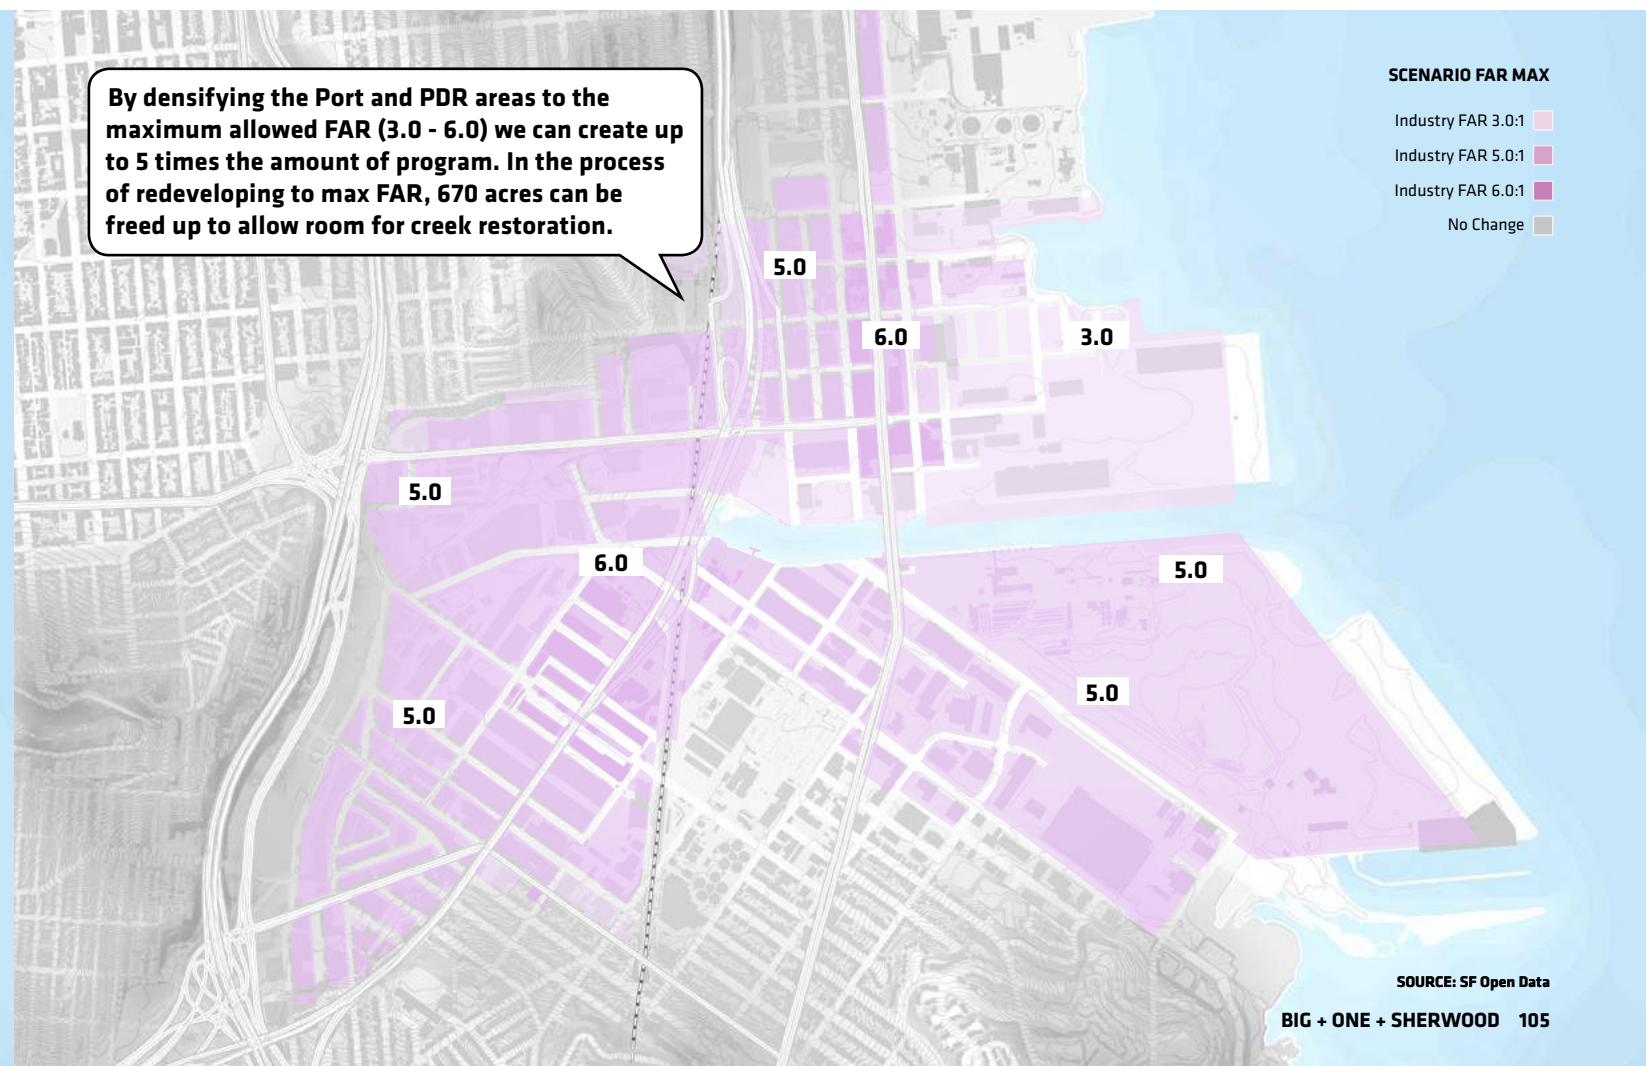 By densifying the Port and PDR areas to the
maximum allowed FAR (3.0 - 6.0) we can create up
to 5 times the amount of program. In the process
of redeveloping to max FAR, 670 acres can be
freed up to allow room for creek restoration.
SCENARIO FAR MAX
Industry FAR 3.0:1
Industry FAR 5.0:1
Industry FAR 6.0:1
No Change
5.0
6.0
3.0
5.0
6.0
5.0
5.0
5.0
SOURCE: SF Open Data
BIG + ONE + SHERWOOD 105